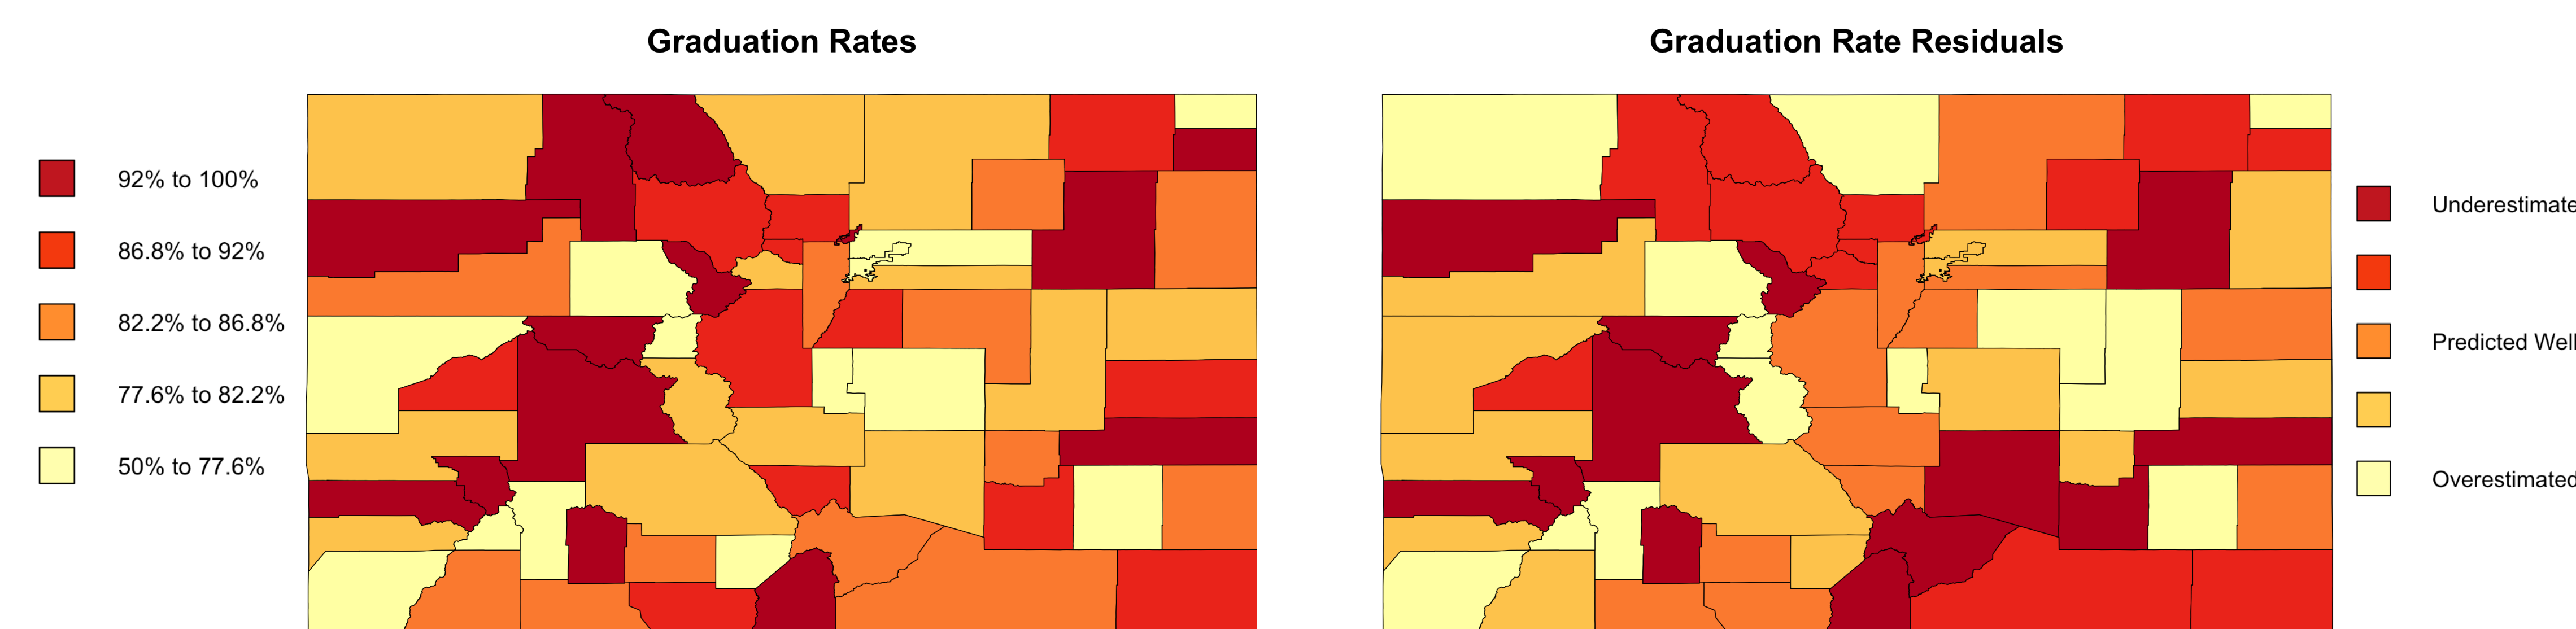 Graduation Rates
92% to 100%
86.8% to 92%
82.2% to 86.8%
77.6% to 82.2%
50% to 77.6%
Graduation Rate Residuals
Underestimate
Predicted Well
Overestimated